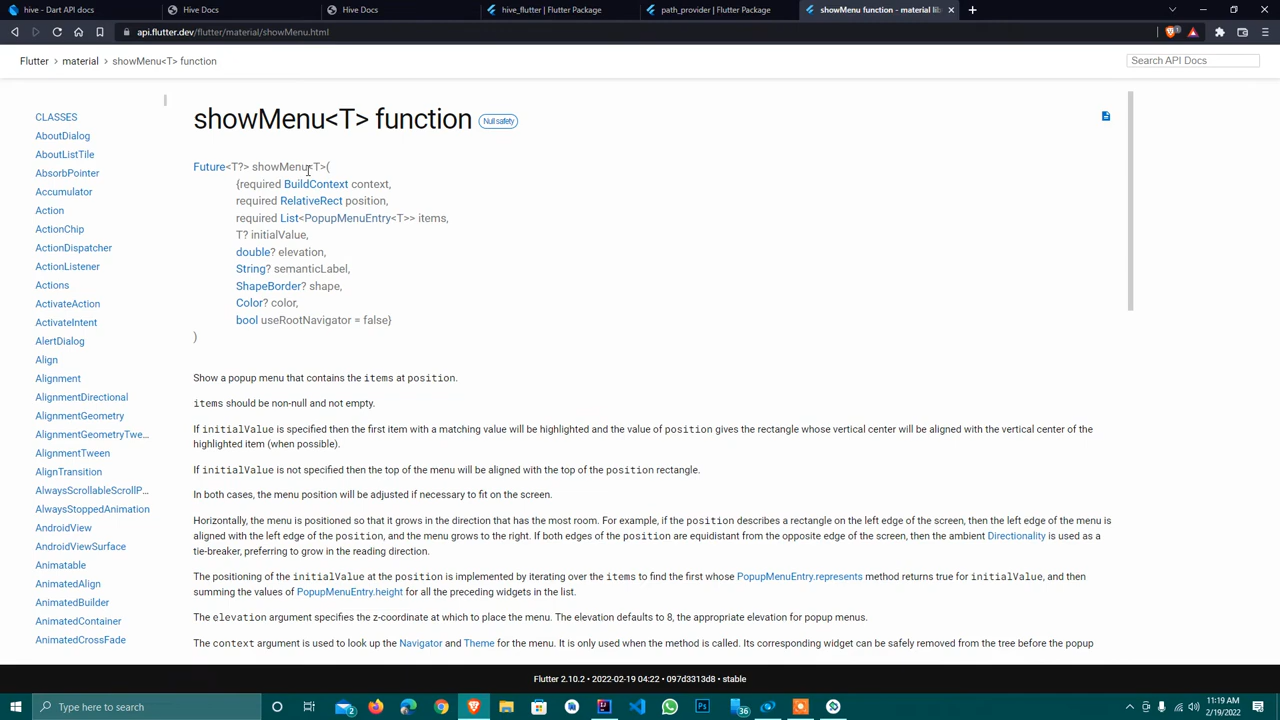 hive - Dart API docs
Hive Docs
Hive Docs
hive_flutter | Flutter Package
path_provider | Flutter Package
showMenu function - material lib
api.flutter.dev/flutter/material/showMenu.html
Flutter > material > showMenu<T> function
Search API Docs
CLASSES
AboutDialog
AboutListTile
AbsorbPointer
Accumulator
Action
ActionChip
ActionDispatcher
ActionListener
Actions
ActivateAction
ActivateIntent
AlertDialog
Align
Alignment
AlignmentDirectional
AlignmentGeometry
AlignmentGeometryTwe...
AlignmentTween
AlignTransition
AlwaysScrollableScrollP...
AlwaysStoppedAnimation
AndroidView
AndroidViewSurface
Animatable
AnimatedAlign
AnimatedBuilder
AnimatedContainer
AnimatedCrossFade
showMenu<T> function Null safety
Future<T?> showMenu<T>(
{required BuildContext context,
required RelativeRect position,
required List<PopupMenuEntry<T>> items,
T? initialValue,
double? elevation,
String? semanticLabel,
ShapeBorder? shape,
Color? color,
bool useRootNavigator = false}
)
Show a popup menu that contains the items at position.
items should be non-null and not empty.
If initialValue is specified then the first item with a matching value will be highlighted and the value of position gives the rectangle whose vertical center will be aligned with the vertical center of the
highlighted item (when possible).
If initialValue is not specified then the top of the menu will be aligned with the top of the position rectangle.
In both cases, the menu position will be adjusted if necessary to fit on the screen.
Horizontally, the menu is positioned so that it grows in the direction that has the most room. For example, if the position describes a rectangle on the left edge of the screen, then the left edge of the menu is
aligned with the left edge of the position, and the menu grows to the right. If both edges of the position are equidistant from the opposite edge of the screen, then the ambient Directionality is used as a
tie-breaker, preferring to grow in the reading direction.
The positioning of the initialValue at the position is implemented by iterating over the items to find the first whose PopupMenuEntry.represents method returns true for initialValue, and then
summing the values of PopupMenuEntry.height for all the preceding widgets in the list.
The elevation argument specifies the z-coordinate at which to place the menu. The elevation defaults to 8, the appropriate elevation for popup menus.
The context argument is used to look up the Navigator and Theme for the menu. It is only used when the method is called. Its corresponding widget can be safely removed from the tree before the popup
Flutter 2.10.2 • 2022-02-19 04:22 • 097d3313d8 • stable
Type here to search
2
36
11:19 AM
2/19/2022